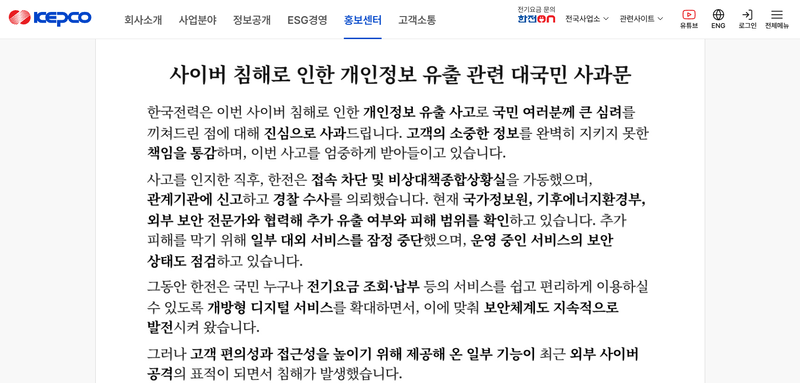 KEPCO
회사소개 사업분야 정보공개 ESG경영 홍보센터 고객소통
전기요금 문의
한전ON
전국사업소 관련사이트
유튜브 ENG 로그인 전체메뉴
사이버 침해로 인한 개인정보 유출 관련 대국민 사과문
한국전력은 이번 사이버 침해로 인한 개인정보 유출 사고로 국민 여러분께 큰 심려를
끼쳐드린 점에 대해 진심으로 사과드립니다. 고객의 소중한 정보를 완벽히 지키지 못한
책임을 통감하며, 이번 사고를 엄중하게 받아들이고 있습니다.
사고를 인지한 직후, 한전은 접속 차단 및 비상대책종합상황실을 가동했으며,
관계기관에 신고하고 경찰 수사를 의뢰했습니다. 현재 국가정보원, 기후에너지환경부,
외부 보안 전문가와 협력해 추가 유출 여부와 피해 범위를 확인하고 있습니다. 추가
피해를 막기 위해 일부 대외 서비스를 잠정 중단했으며, 운영 중인 서비스의 보안
상태도 점검하고 있습니다.
그동안 한전은 국민 누구나 전기요금 조회·납부 등의 서비스를 쉽고 편리하게 이용하실
수 있도록 개방형 디지털 서비스를 확대하면서, 이에 맞춰 보안체계도 지속적으로
발전시켜 왔습니다.
그러나 고객 편의성과 접근성을 높이기 위해 제공해 온 일부 기능이 최근 외부 사이버
공격의 표적이 되면서 침해가 발생했습니다.